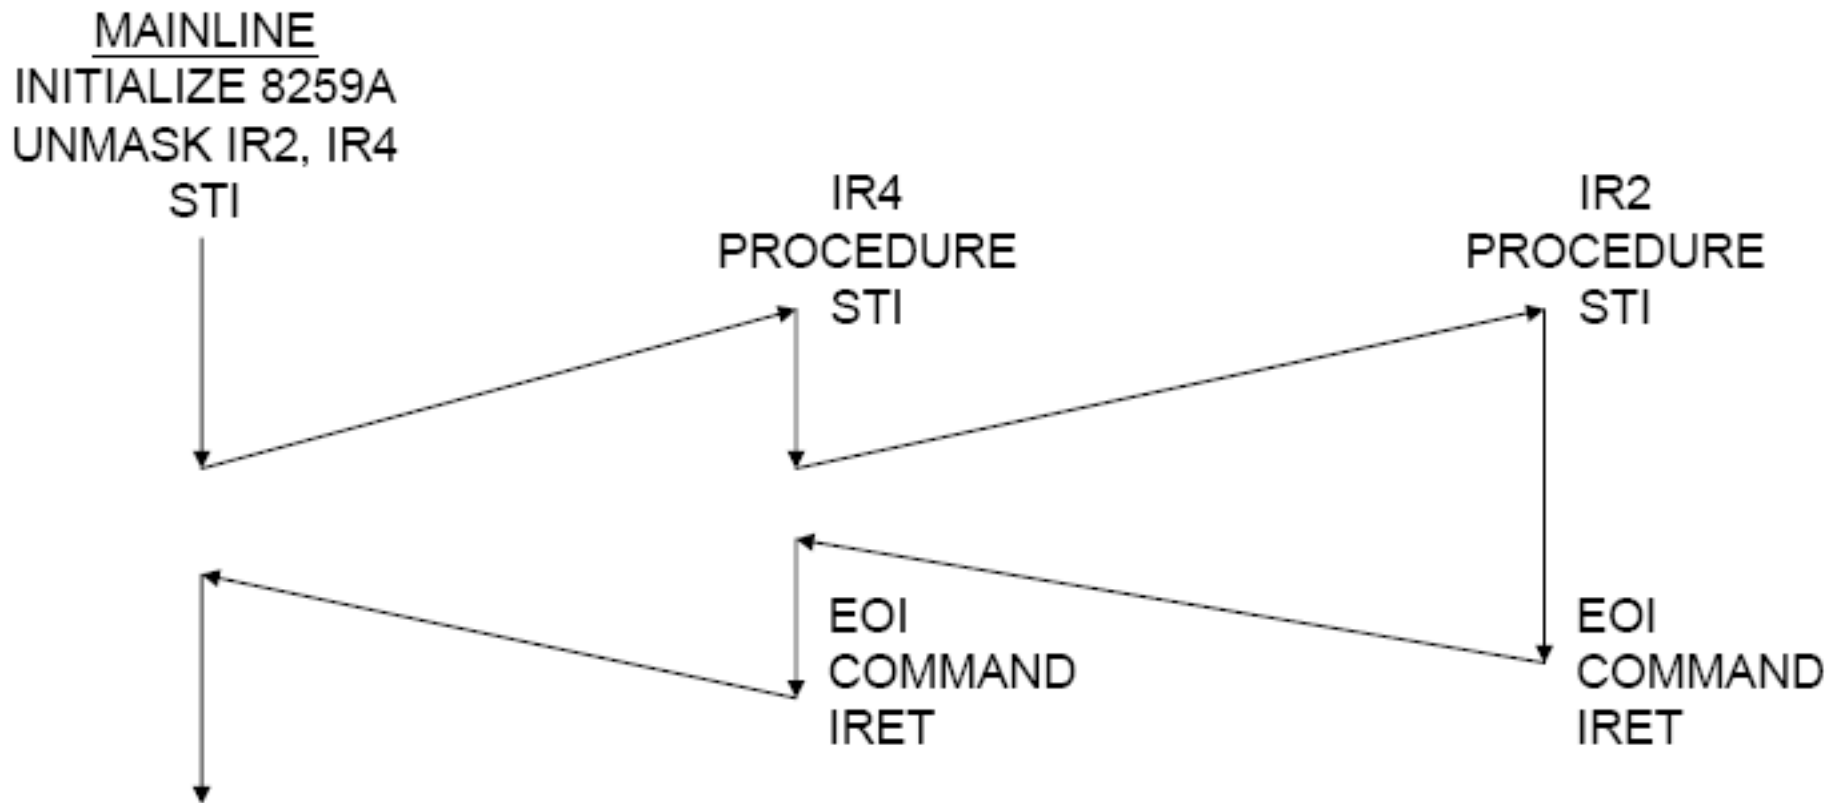 MAINLINE
INITIALIZE 8259A
UNMASK IR2, IR4
STI
IR4
PROCEDURE
STI
EOI
COMMAND
IRET
IR2
PROCEDURE
STI
EOI
COMMAND
IRET